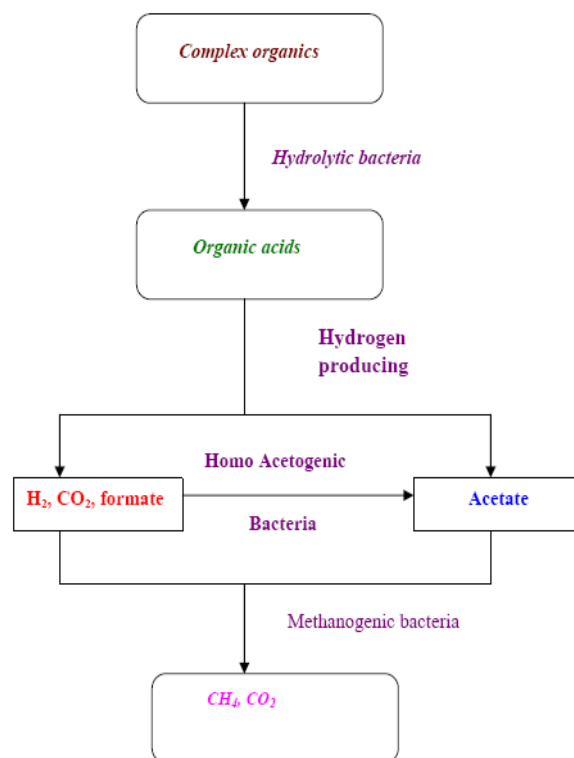 Complex organics
Hydrolytic bacteria
Organic acids
Hydrogen
producing
Homo Acetogenic
H₂, CO₂, formate
Acetate
Bacteria
Methanogenic bacteria
CH₄, CO₂